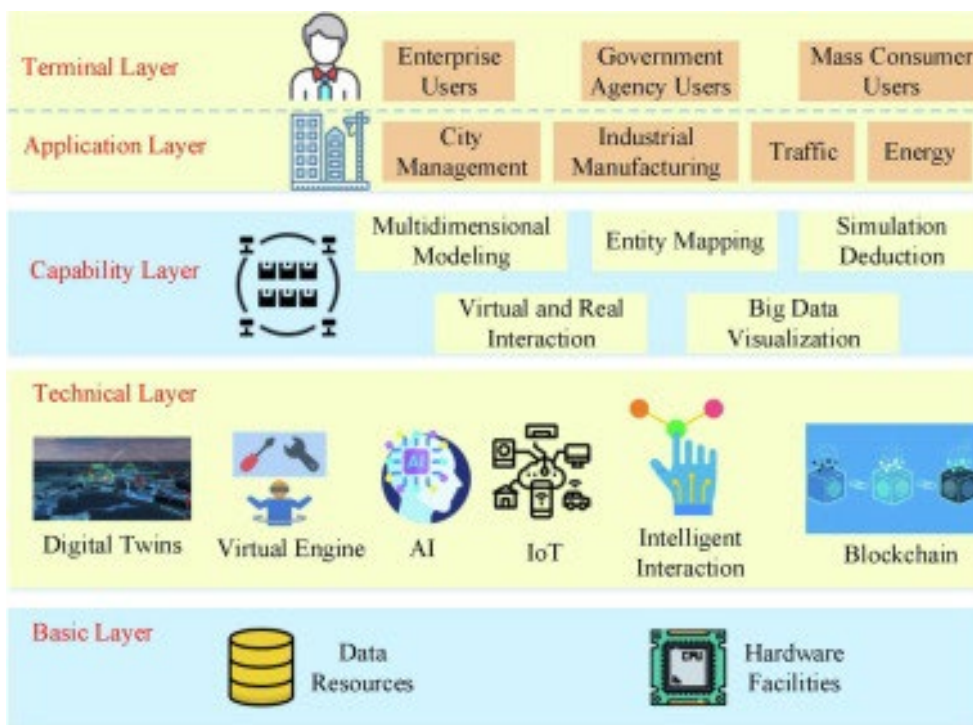 Terminal Layer
Enterprise
Users
Government
Agency Users
Mass Consumer
Users
Application Layer
City
Management
Industrial
Manufacturing
Traffic
Energy
Capability Layer
Multidimensional
Modeling
Entity Mapping
Simulation
Deduction
Virtual and Real
Interaction
Big Data
Visualization
Technical Layer
AI
Digital Twins
Virtual Engine
AI
IoT
Intelligent
Interaction
Blockchain
Basic Layer
Data
Resources
CPU
Hardware
Facilities